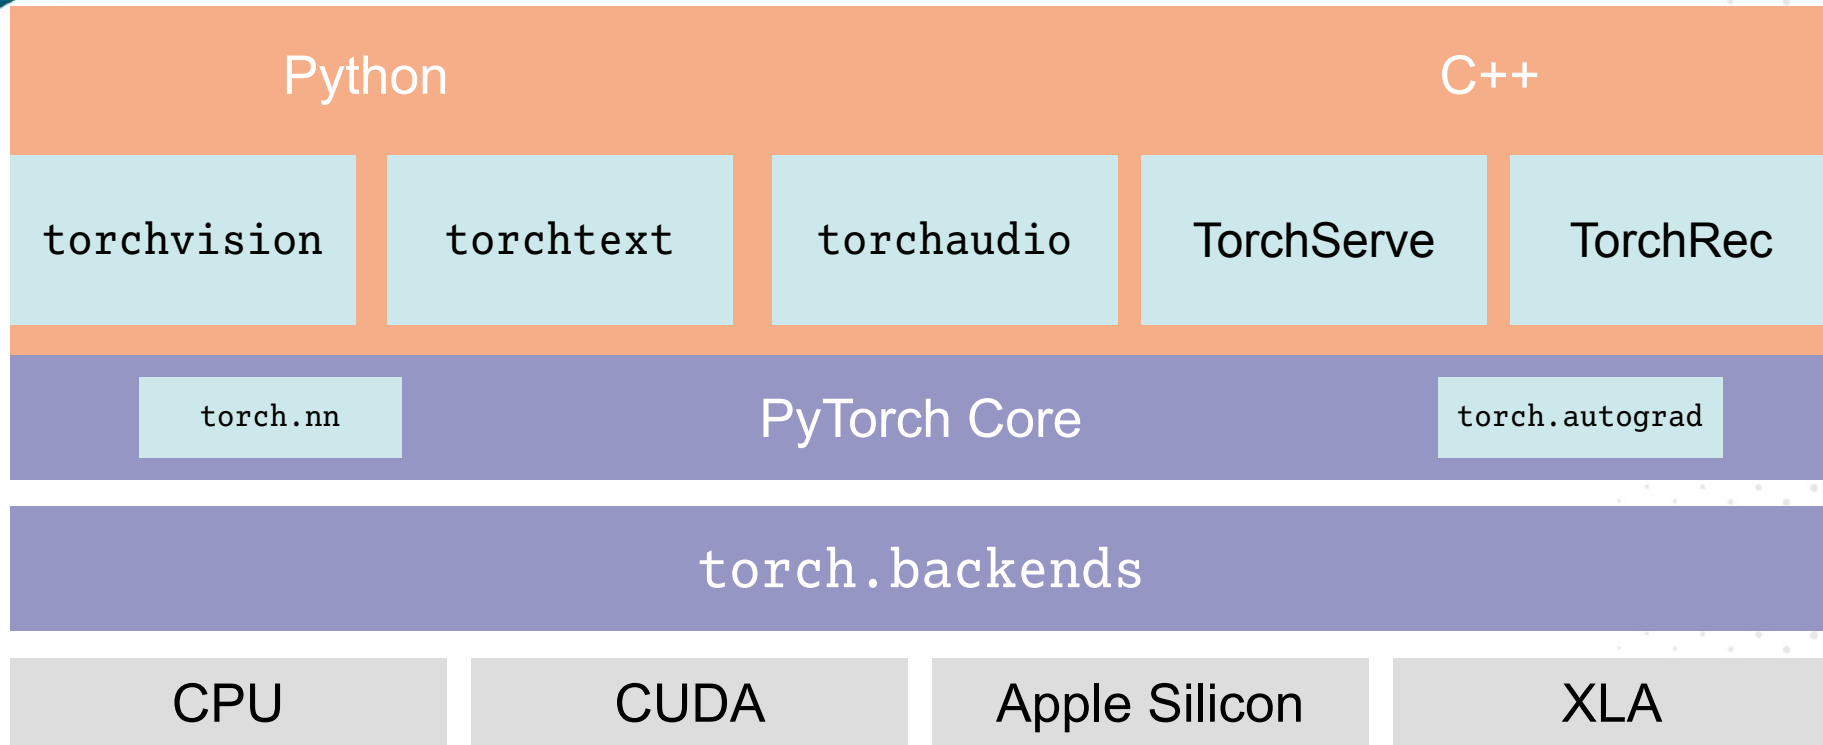 Python C++
torchvision torchtext torchaudio TorchServe TorchRec
torch.nn PyTorch Core torch.autograd
torch.backends
CPU CUDA Apple Silicon XLA